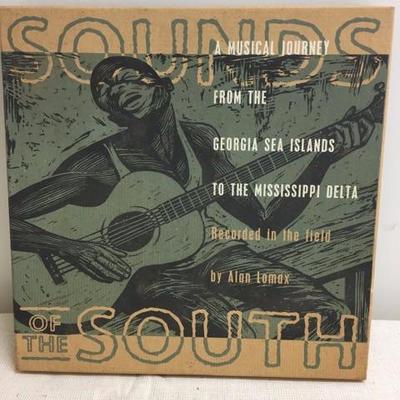 SOUNDS
A MUSICAL JOURNEY
FROM THE
GEORGIA SEA ISLANDS
TO THE MISSISSIPPI DELTA
Recorded in the field
by Alan Lomax
OF
THE
SOUTH